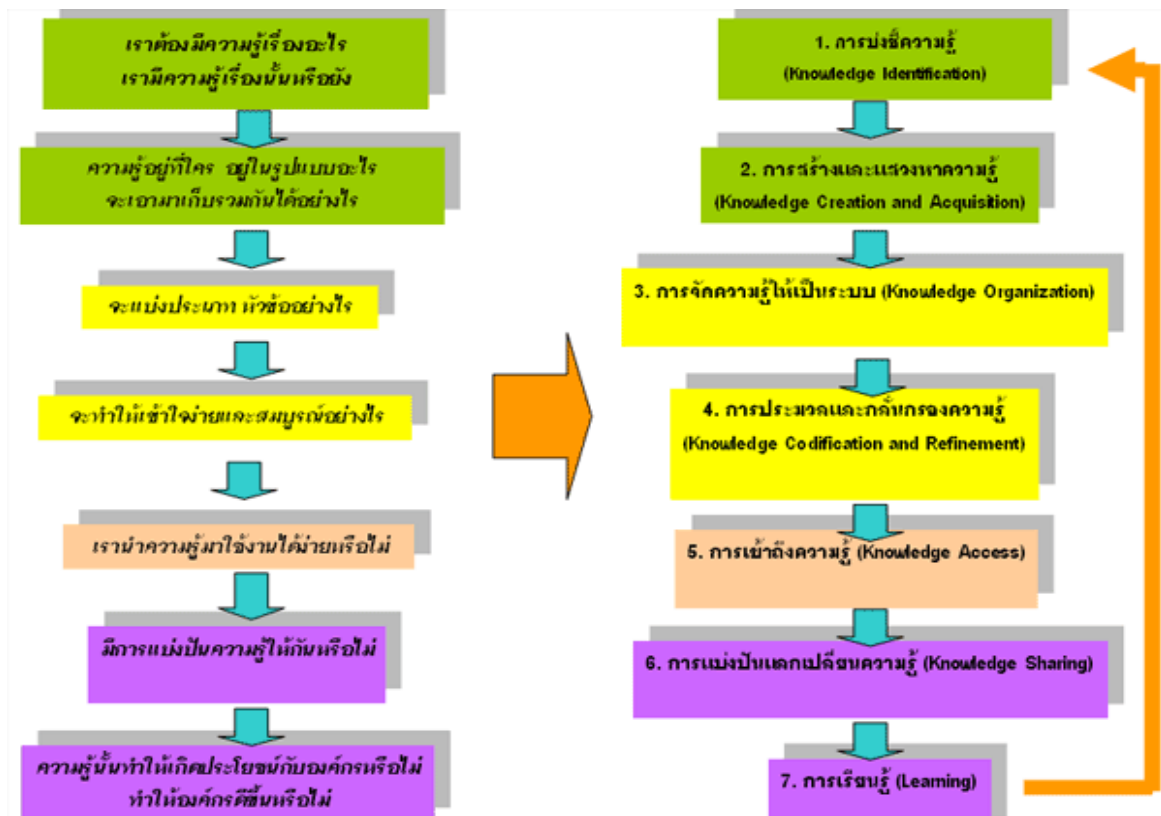 เราต้องมีความรู้เรื่องอะไร
เรามีความรู้เรื่องนั้นหรือยัง
ความรู้อยู่ที่ใคร อยู่ในรูปแบบอะไร
จะเอามาเก็บรวมกันได้อย่างไร
จะแบ่งประเภท หัวข้ออย่างไร
จะทำให้เข้าใจง่ายและสมบูรณ์อย่างไร
เรานำความรู้มาใช้งานได้ง่ายหรือไม่
มีการแบ่งปันความรู้ให้กันหรือไม่
ความรู้นั้นทำให้เกิดประโยชน์กับองค์กรหรือไม่
ทำให้องค์กรดีขึ้นหรือไม่
1. การบ่งชี้ความรู้
(Knowledge Identification)
2. การสร้างและแสวงหาความรู้
(Knowledge Creation and Acquisition)
3. การจัดความรู้ให้เป็นระบบ (Knowledge Organization)
4. การประมวลและกลั่นกรองความรู้
(Knowledge Codification and Refinement)
5. การเข้าถึงความรู้ (Knowledge Access)
6. การแบ่งปันแลกเปลี่ยนความรู้ (Knowledge Sharing)
7. การเรียนรู้ (Learning)